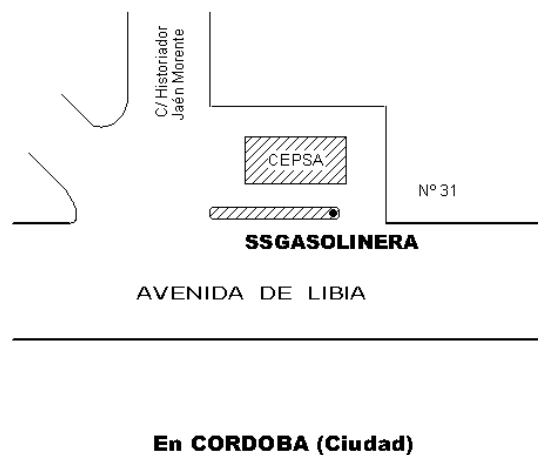 C/ Historiador
Jaén Morente
CEPSA
Nº 31
SSGASOLINERA
AVENIDA DE LIBIA
En CORDOBA (Ciudad)